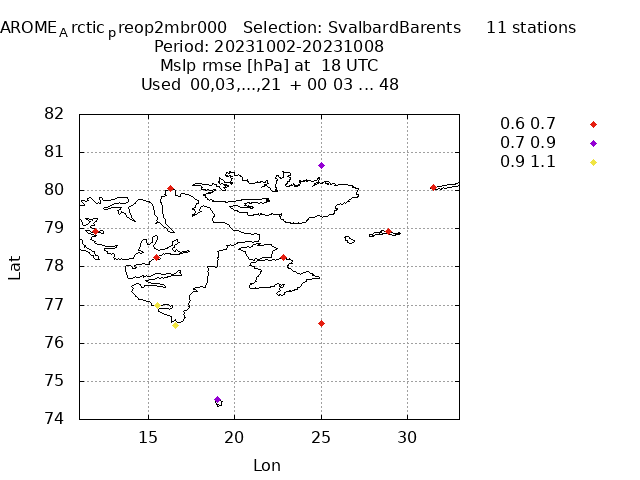 AROME_Arctic_preop2mbr000 Selection: SvalbardBarents 11 stations
Period: 20231002-20231008
Mslp rmse [hPa] at 18 UTC
Used 00,03,...,21 + 00 03 ... 48
0.6 0.7
0.7 0.9
0.9 1.1
82
81
80
79
78
77
76
75
74
Lat
15 20 25 30
Lon